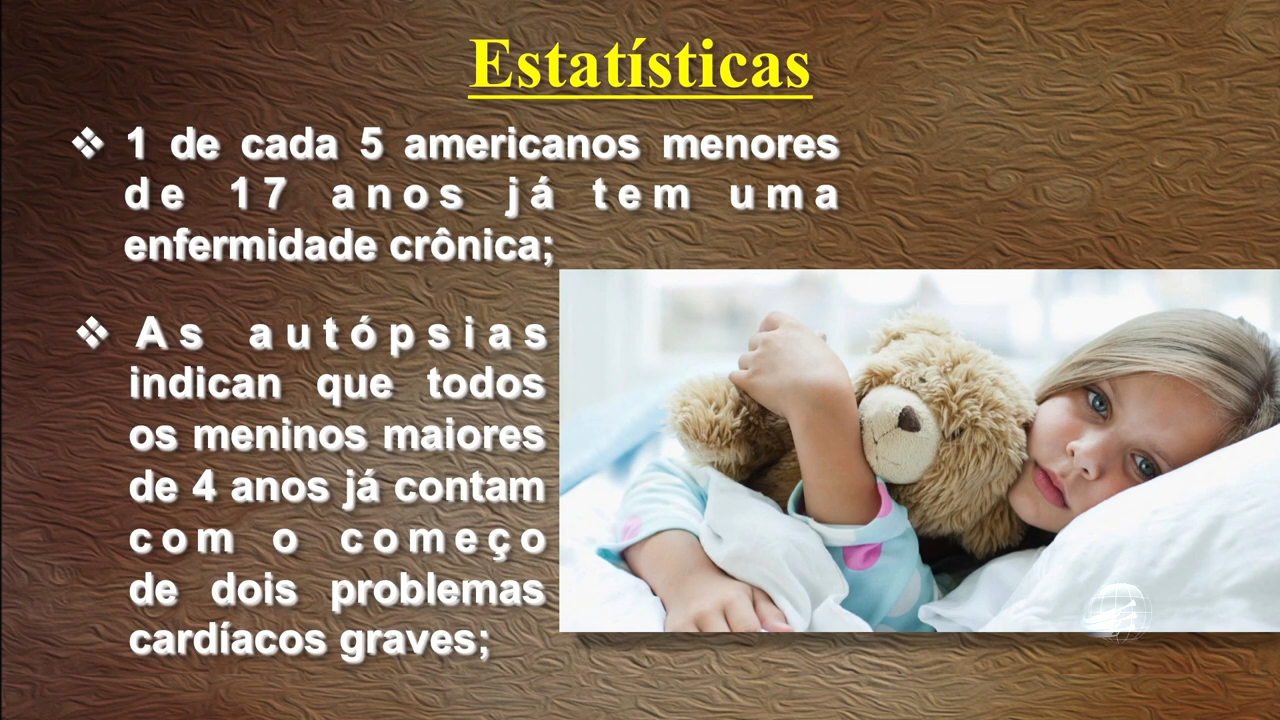 Estatísticas
❖ 1 de cada 5 americanos menores
de 17 anos já tem uma
enfermidade crônica;
❖ As autópsias
indican que todos
os meninos maiores
de 4 anos já contam
com o começo
de dois problemas
cardíacos graves;